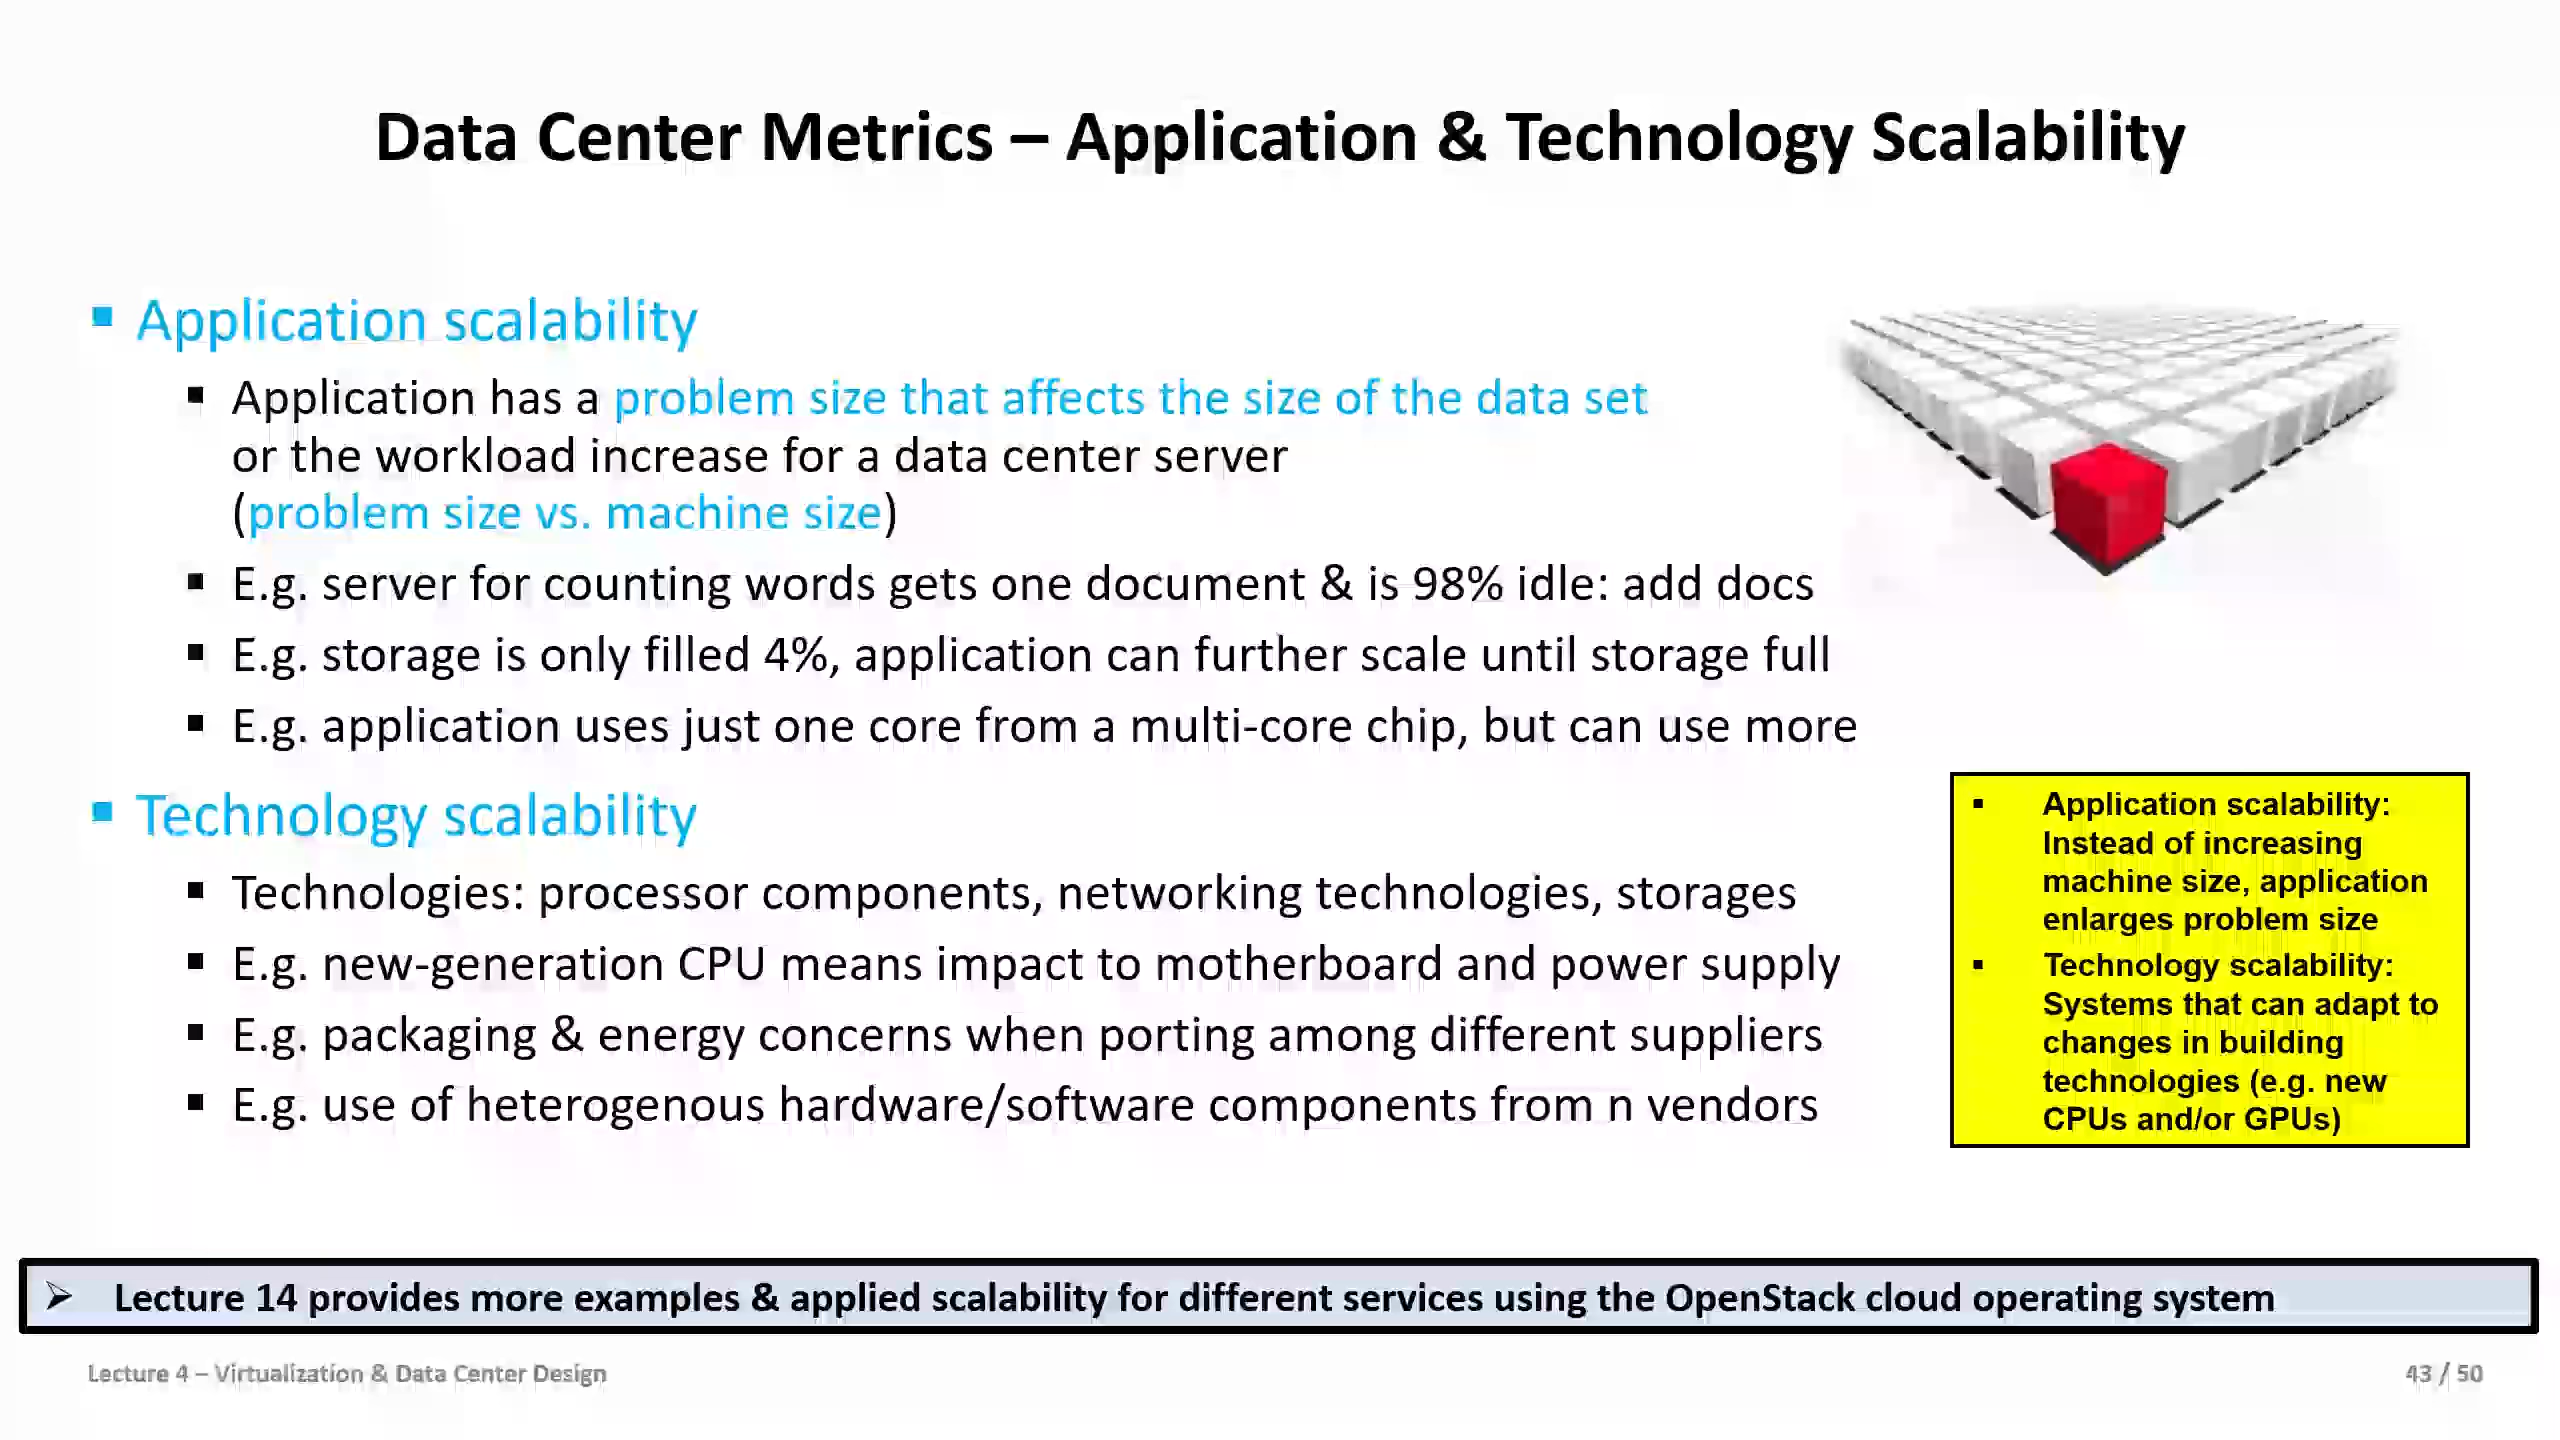 Data Center Metrics – Application & Technology Scalability
▪ Application scalability
▪ Application has a problem size that affects the size of the data set
or the workload increase for a data center server
(problem size vs. machine size)
▪ E.g. server for counting words gets one document & is 98% idle: add docs
▪ E.g. storage is only filled 4%, application can further scale until storage full
▪ E.g. application uses just one core from a multi-core chip, but can use more
▪ Technology scalability
▪ Technologies: processor components, networking technologies, storages
▪ E.g. new-generation CPU means impact to motherboard and power supply
▪ E.g. packaging & energy concerns when porting among different suppliers
▪ E.g. use of heterogenous hardware/software components from n vendors
▪ Application scalability:
Instead of increasing
machine size, application
enlarges problem size
▪ Technology scalability:
Systems that can adapt to
changes in building
technologies (e.g. new
CPUs and/or GPUs)
➢ Lecture 14 provides more examples & applied scalability for different services using the OpenStack cloud operating system
Lecture 4 – Virtualization & Data Center Design
43 / 50